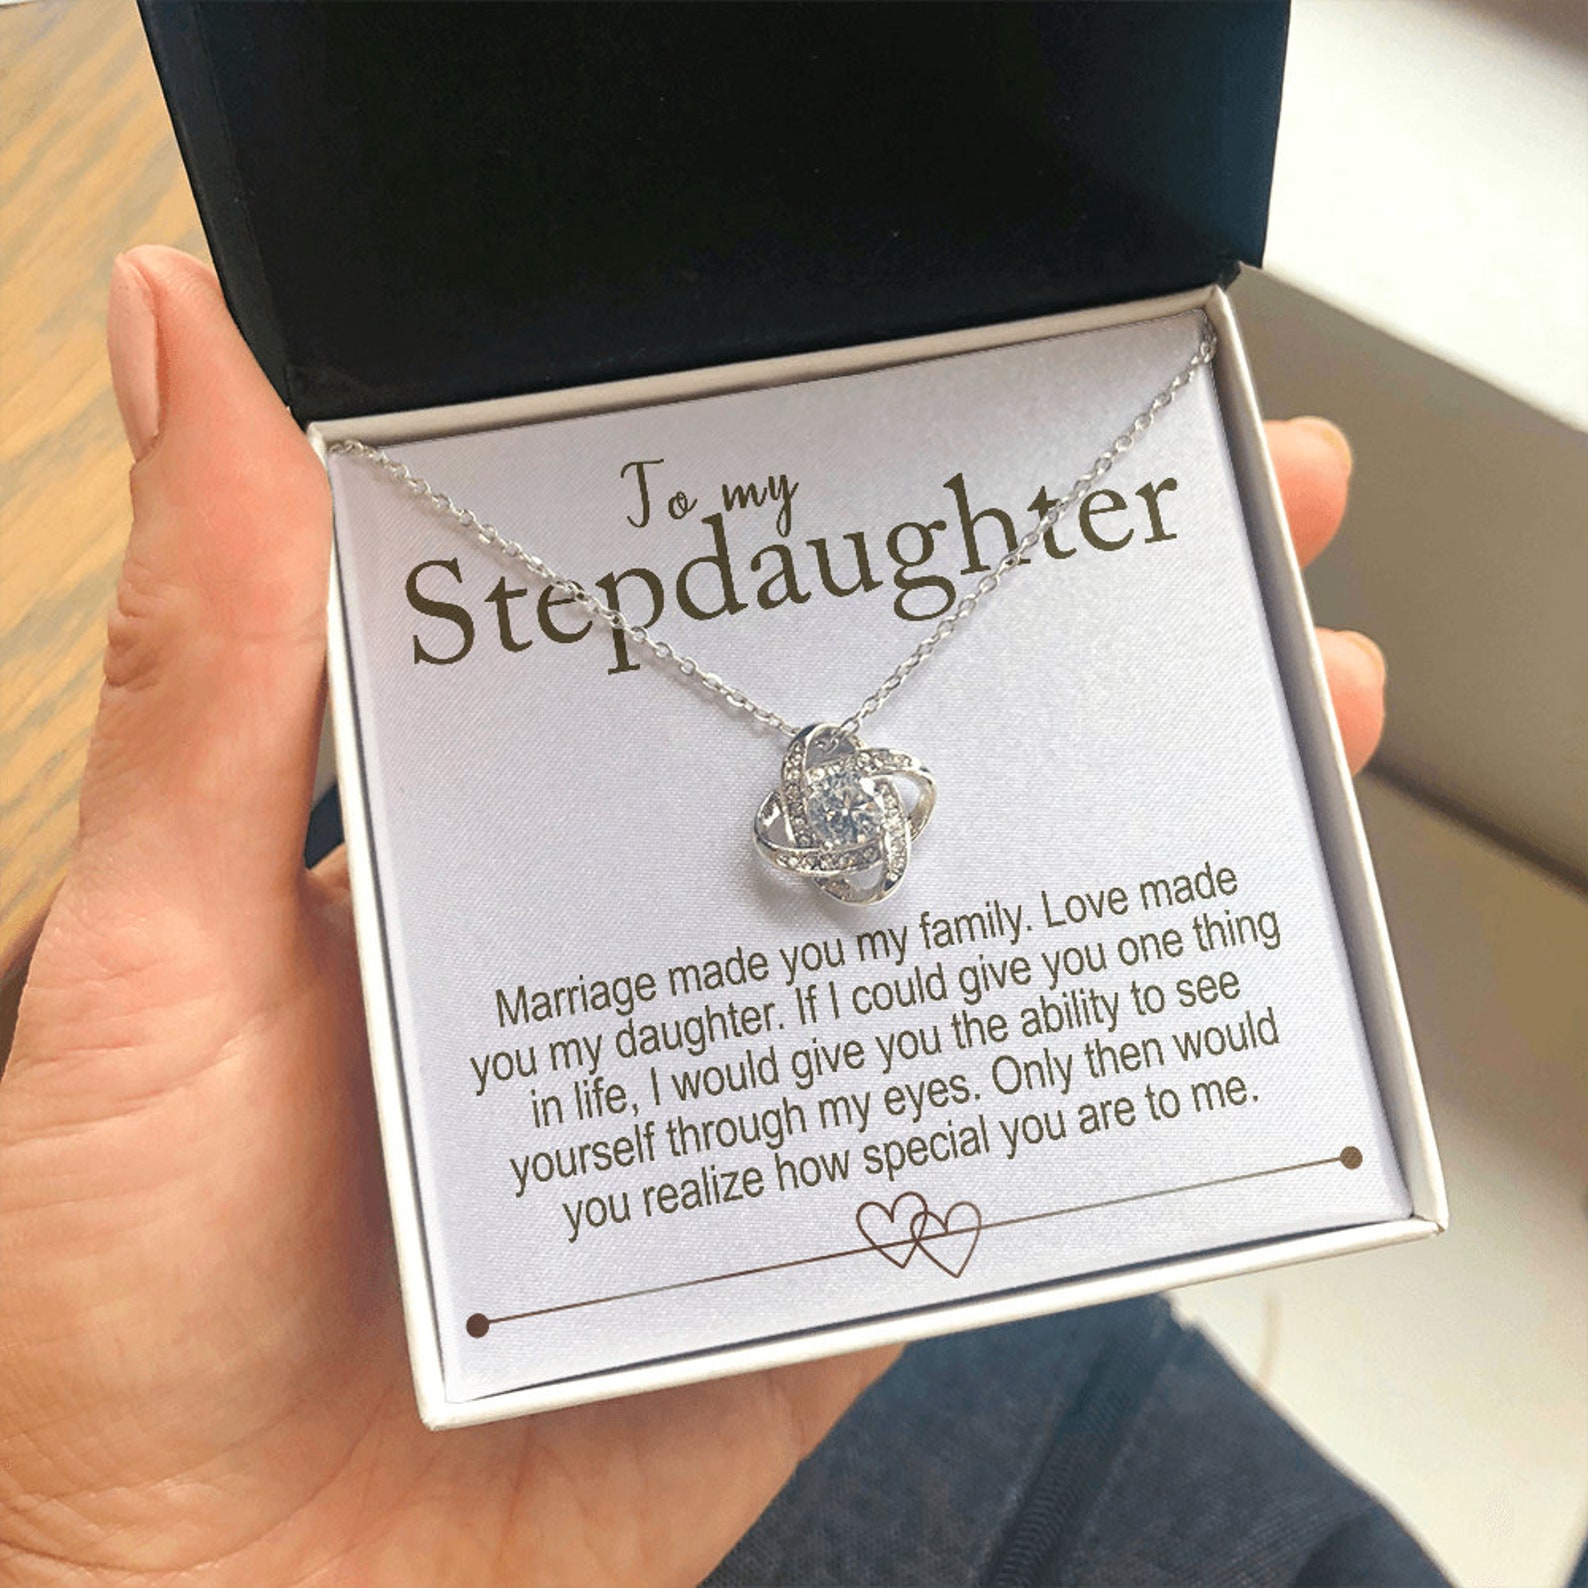 To my
Stepdaughter
Marriage made you my family. Love made
you my daughter. If I could give you one thing
in life, I would give you the ability to see
yourself through my eyes. Only then would
you realize how special you are to me.